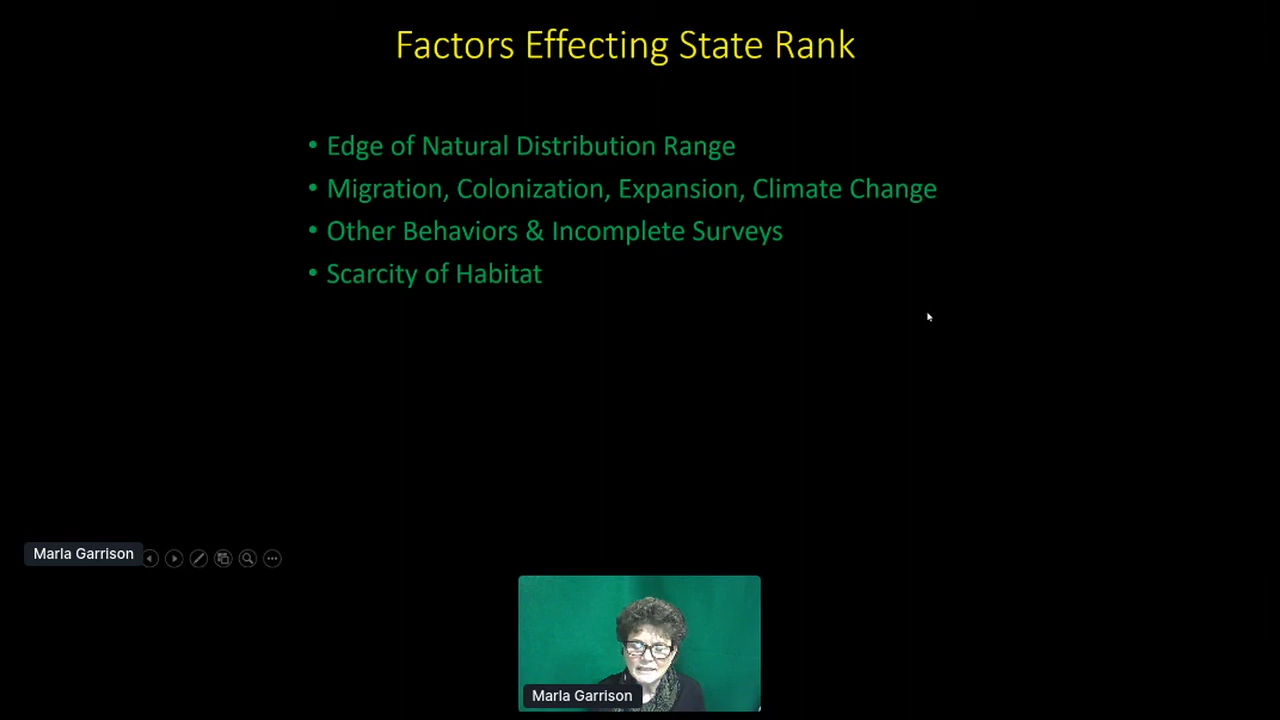 Factors Effecting State Rank
• Edge of Natural Distribution Range
• Migration, Colonization, Expansion, Climate Change
• Other Behaviors & Incomplete Surveys
• Scarcity of Habitat
Marla Garrison
Marla Garrison